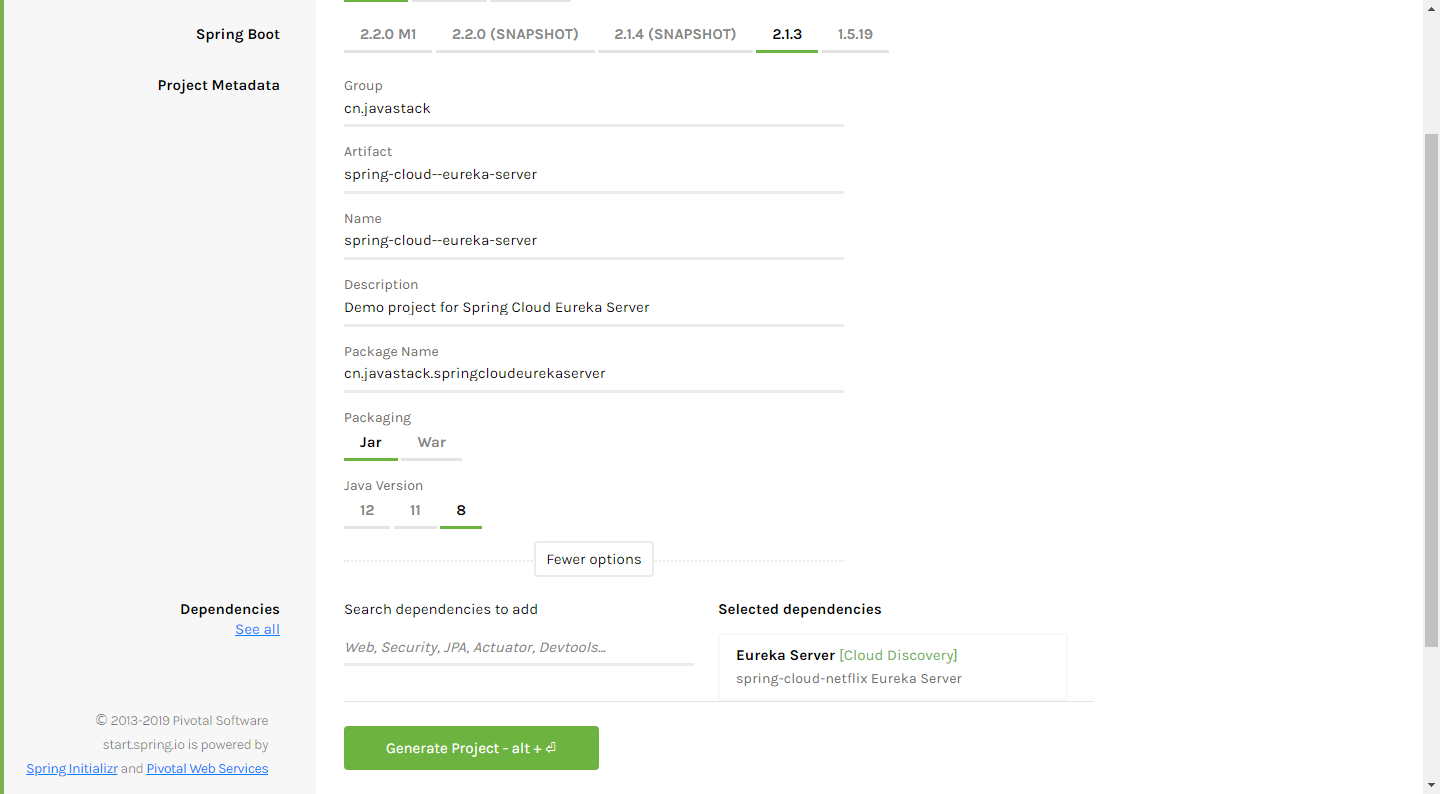 Spring Boot
2.2.0 M1 2.2.0 (SNAPSHOT) 2.1.4 (SNAPSHOT) 2.1.3 1.5.19
Project Metadata
Group
cn.javastack
Artifact
spring-cloud--eureka-server
Name
spring-cloud--eureka-server
Description
Demo project for Spring Cloud Eureka Server
Package Name
cn.javastack.springcloudeurekaserver
Packaging
Jar War
Java Version
12 11 8
Fewer options
Dependencies
See all
Search dependencies to add
Web, Security, JPA, Actuator, Devtools...
Selected dependencies
Eureka Server [Cloud Discovery]
spring-cloud-netflix Eureka Server
© 2013-2019 Pivotal Software
start.spring.io is powered by
Spring Initializr and Pivotal Web Services
Generate Project - alt + ⏎